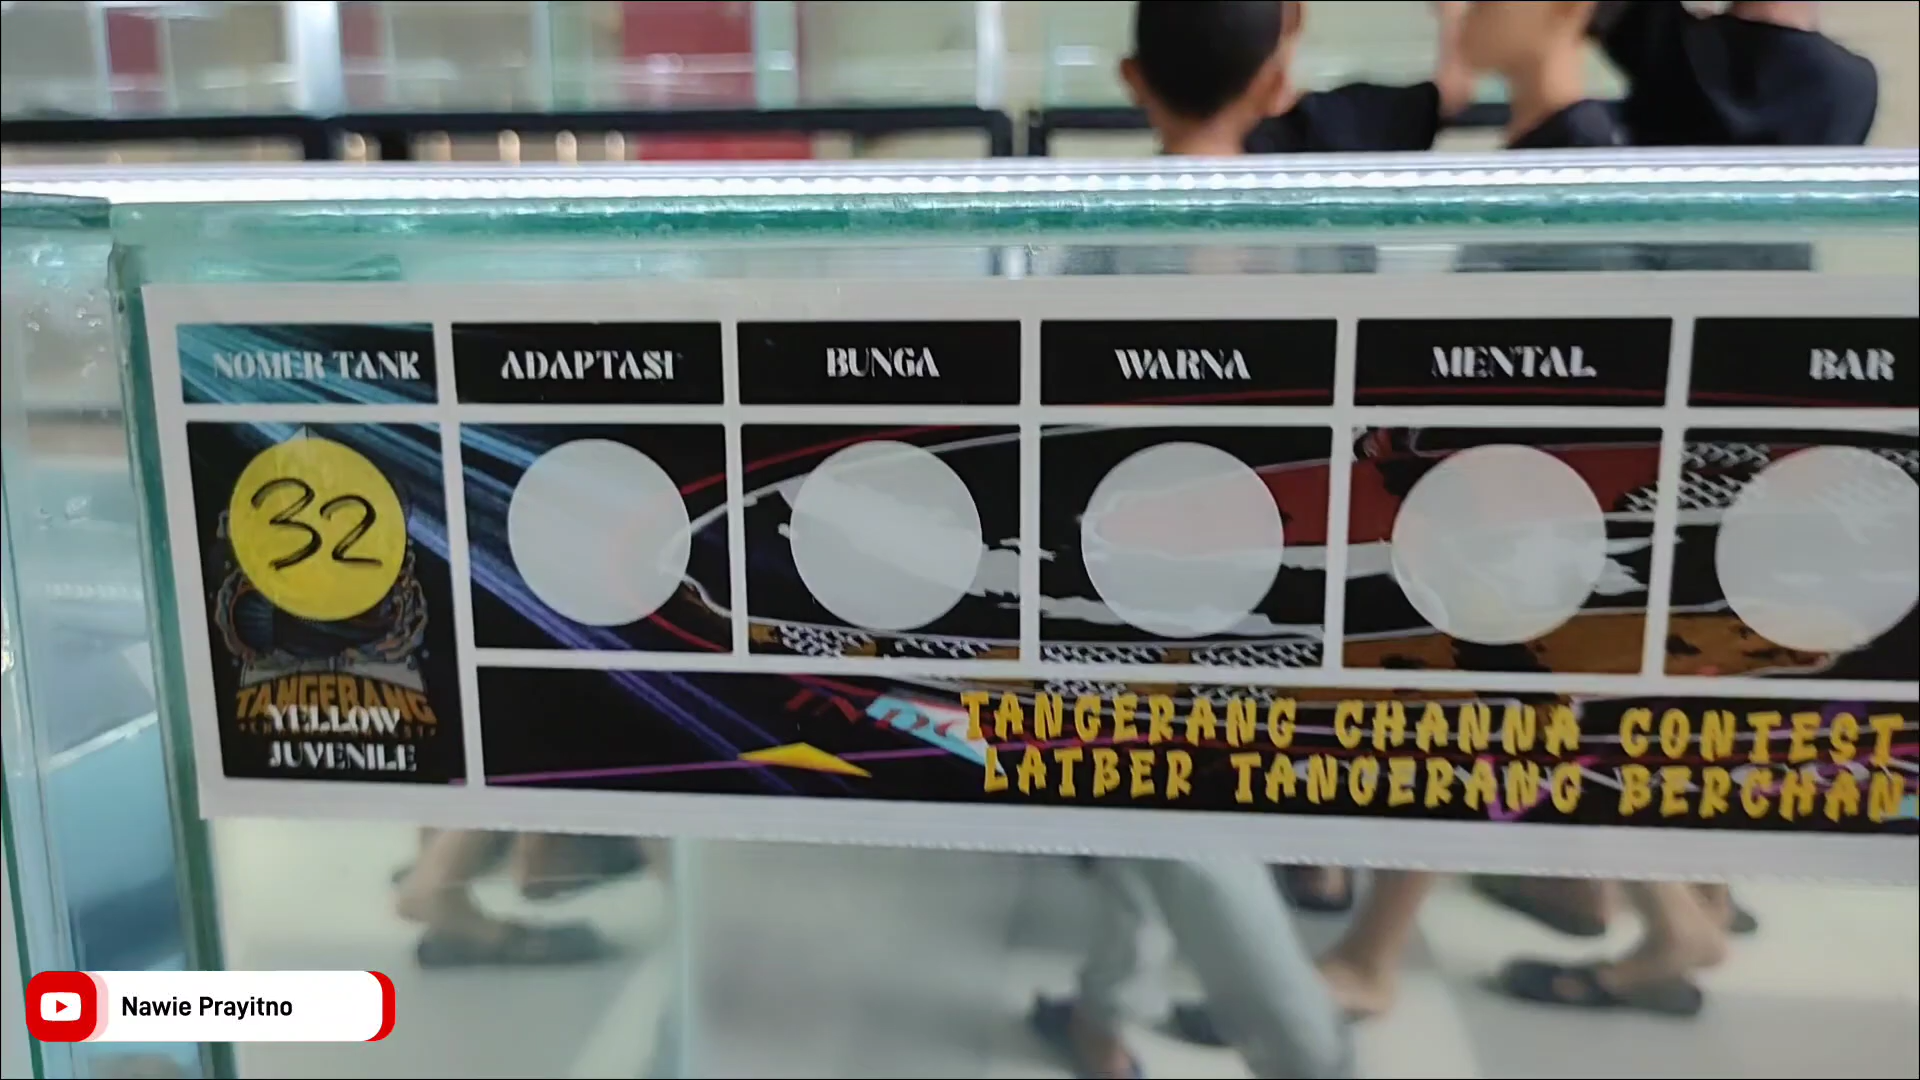 NOMER TANK
ADAPTASI
BUNGA
WARNA
MENTAL
BAR
32
TANGERANG
YELLOW
JUVENILE
TANGERANG CHANNA CONTEST
LATBER TANGERANG BERCHAN
Nawie Prayitno